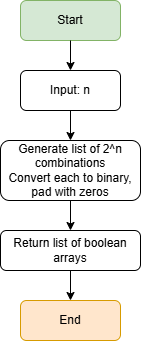 Start
Input: n
Generate list of 2^n
combinations
Convert each to binary,
pad with zeros
Return list of boolean
arrays
End